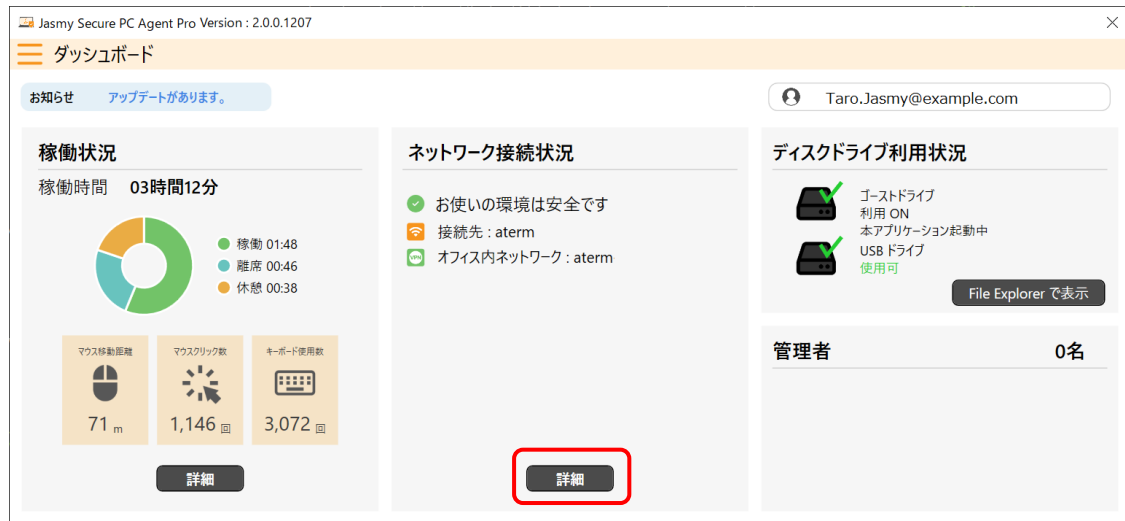 Jasmy Secure PC Agent Pro Version : 2.0.0.1207
ダッシュボード
お知らせ アップデートがあります。
Taro.Jasmy@example.com
稼働状況
稼働時間 03時間12分
稼働 01:48
離席 00:46
休憩 00:38
マウス移動距離
71 m
マウスクリック数
1,146 回
キーボード使用数
3,072 回
詳細
ネットワーク接続状況
お使いの環境は安全です
接続先 : aterm
VPN オフィス内ネットワーク : aterm
詳細
ディスクドライブ利用状況
ゴーストドライブ
利用 ON
本アプリケーション起動中
USB ドライブ
使用可
File Explorer で表示
管理者 0名